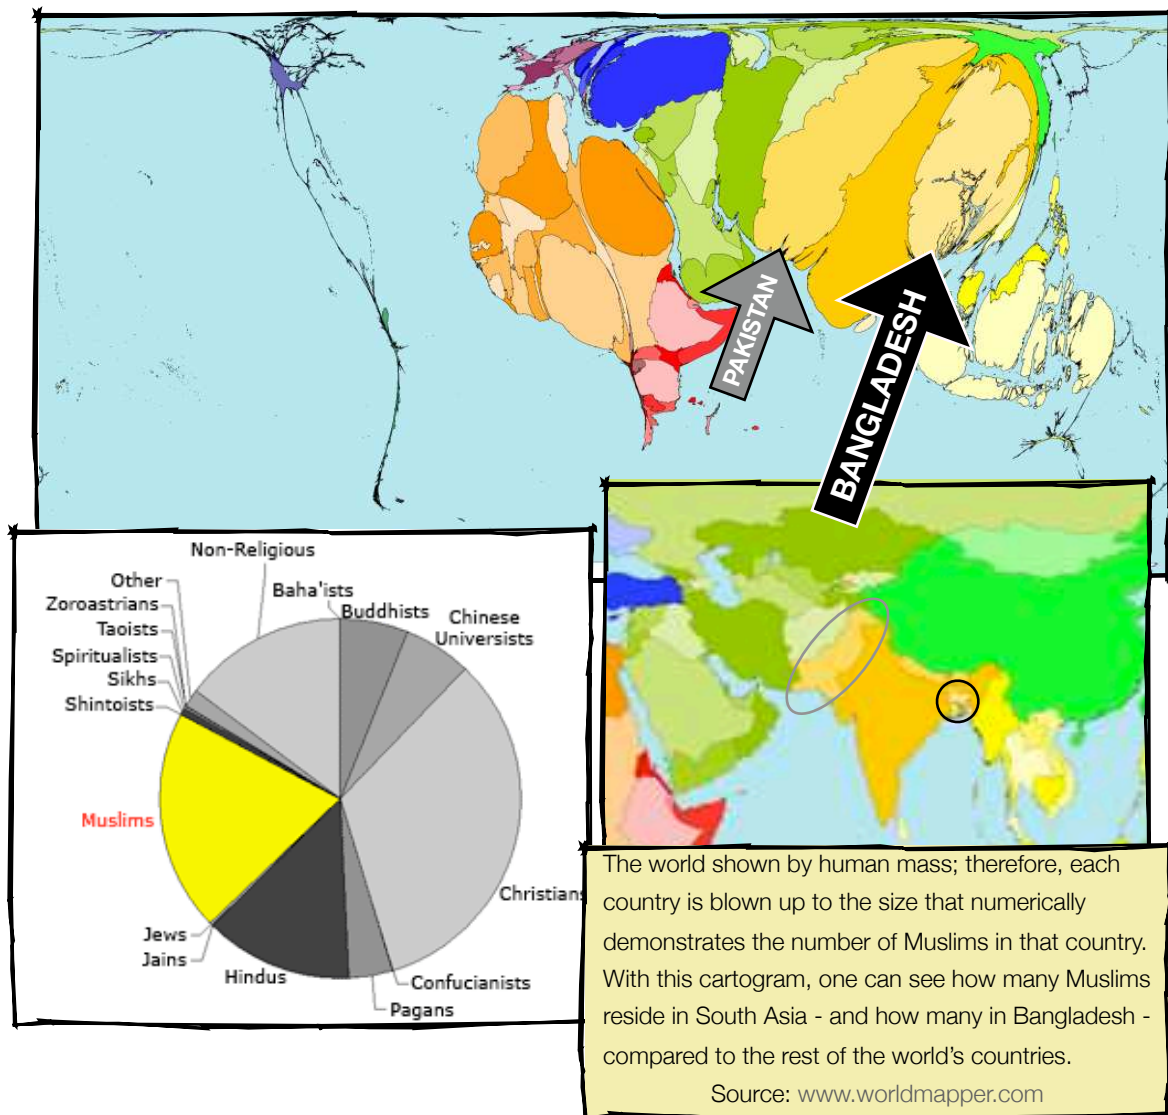 PAKISTAN
BANGLADESH
Non-Religious
Other
Baha'ists
Zoroastrians
Buddhists
Chinese
Universists
Taoists
Spiritualists
Sikhs
Shintoists
Muslims
Christians
Jews
Jains
Hindus
Confucianists
Pagans
The world shown by human mass; therefore, each
country is blown up to the size that numerically
demonstrates the number of Muslims in that country.
With this cartogram, one can see how many Muslims
reside in South Asia - and how many in Bangladesh -
compared to the rest of the world's countries.
Source: www.worldmapper.com